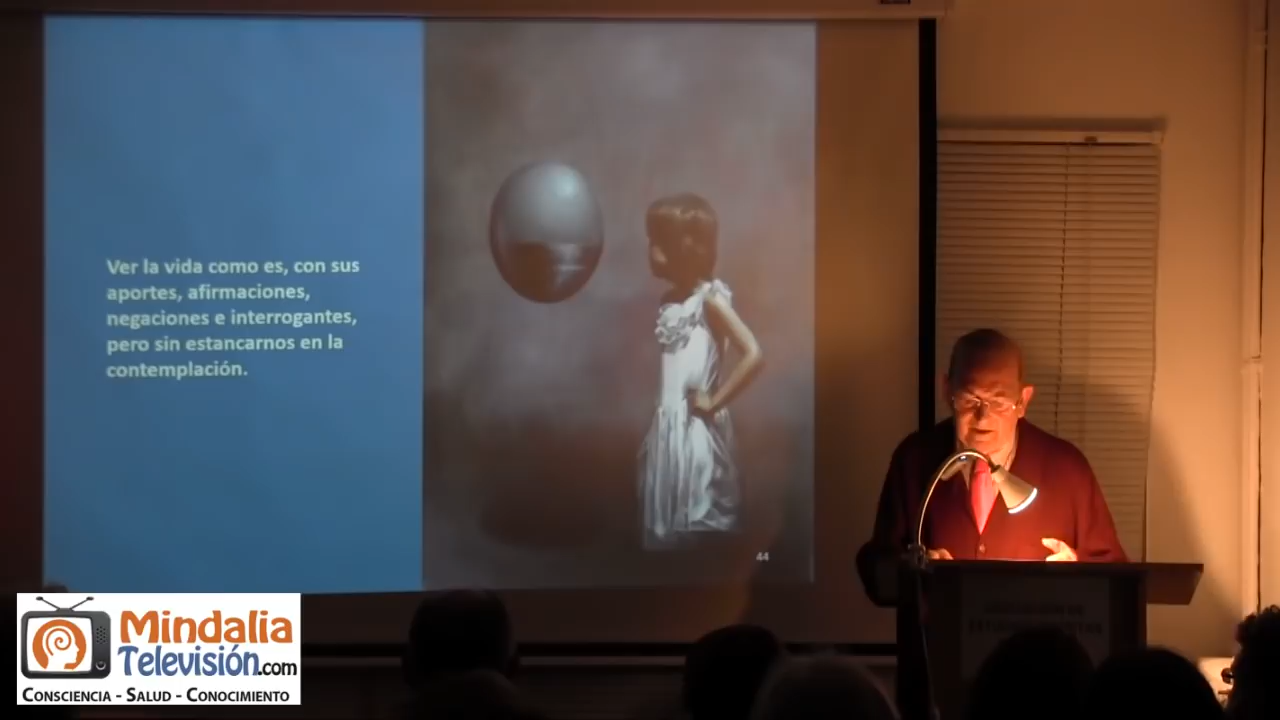 Ver la vida como es, con sus
aportes, afirmaciones,
negaciones e interrogantes,
pero sin estancarnos en la
contemplación.
44
Mindalia
Televisión.com
Consciencia - Salud - Conocimiento